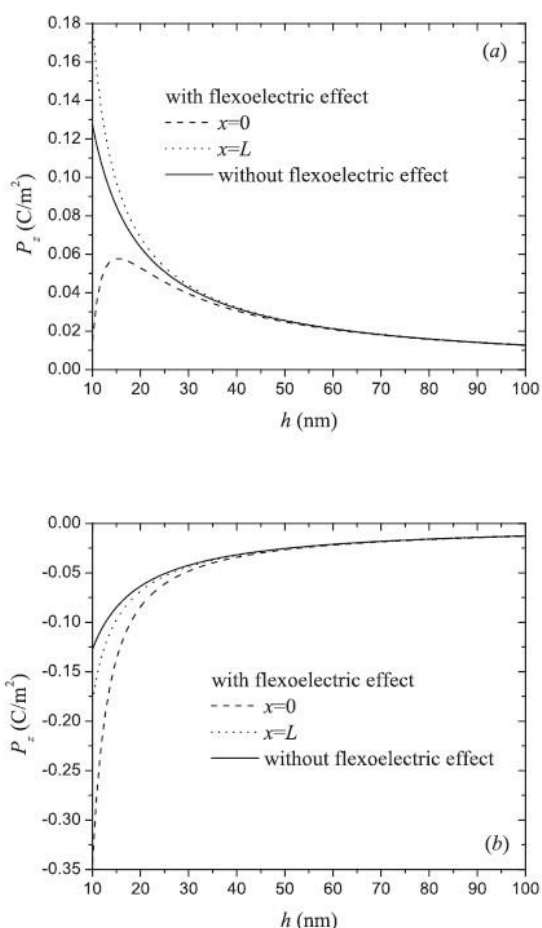 0.18
(a)
0.16
with flexoelectric effect
0.14
x=0
x=L
0.12
without flexoelectric effect
0.10
0.08
0.06
0.04
0.02
0.00
P_z (C/m²)
10 20 30 40 50 60 70 80 90 100
h (nm)
0.00
-0.05
-0.10
-0.15
with flexoelectric effect
x=0
-0.20
x=L
without flexoelectric effect
-0.25
-0.30
(b)
-0.35
P_z (C/m²)
10 20 30 40 50 60 70 80 90 100
h (nm)